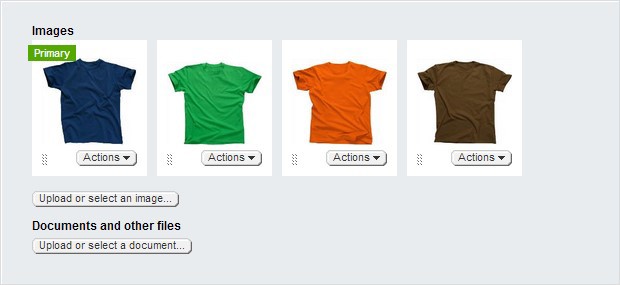 Images
Primary
Actions Actions Actions Actions
Upload or select an image...
Documents and other files
Upload or select a document...